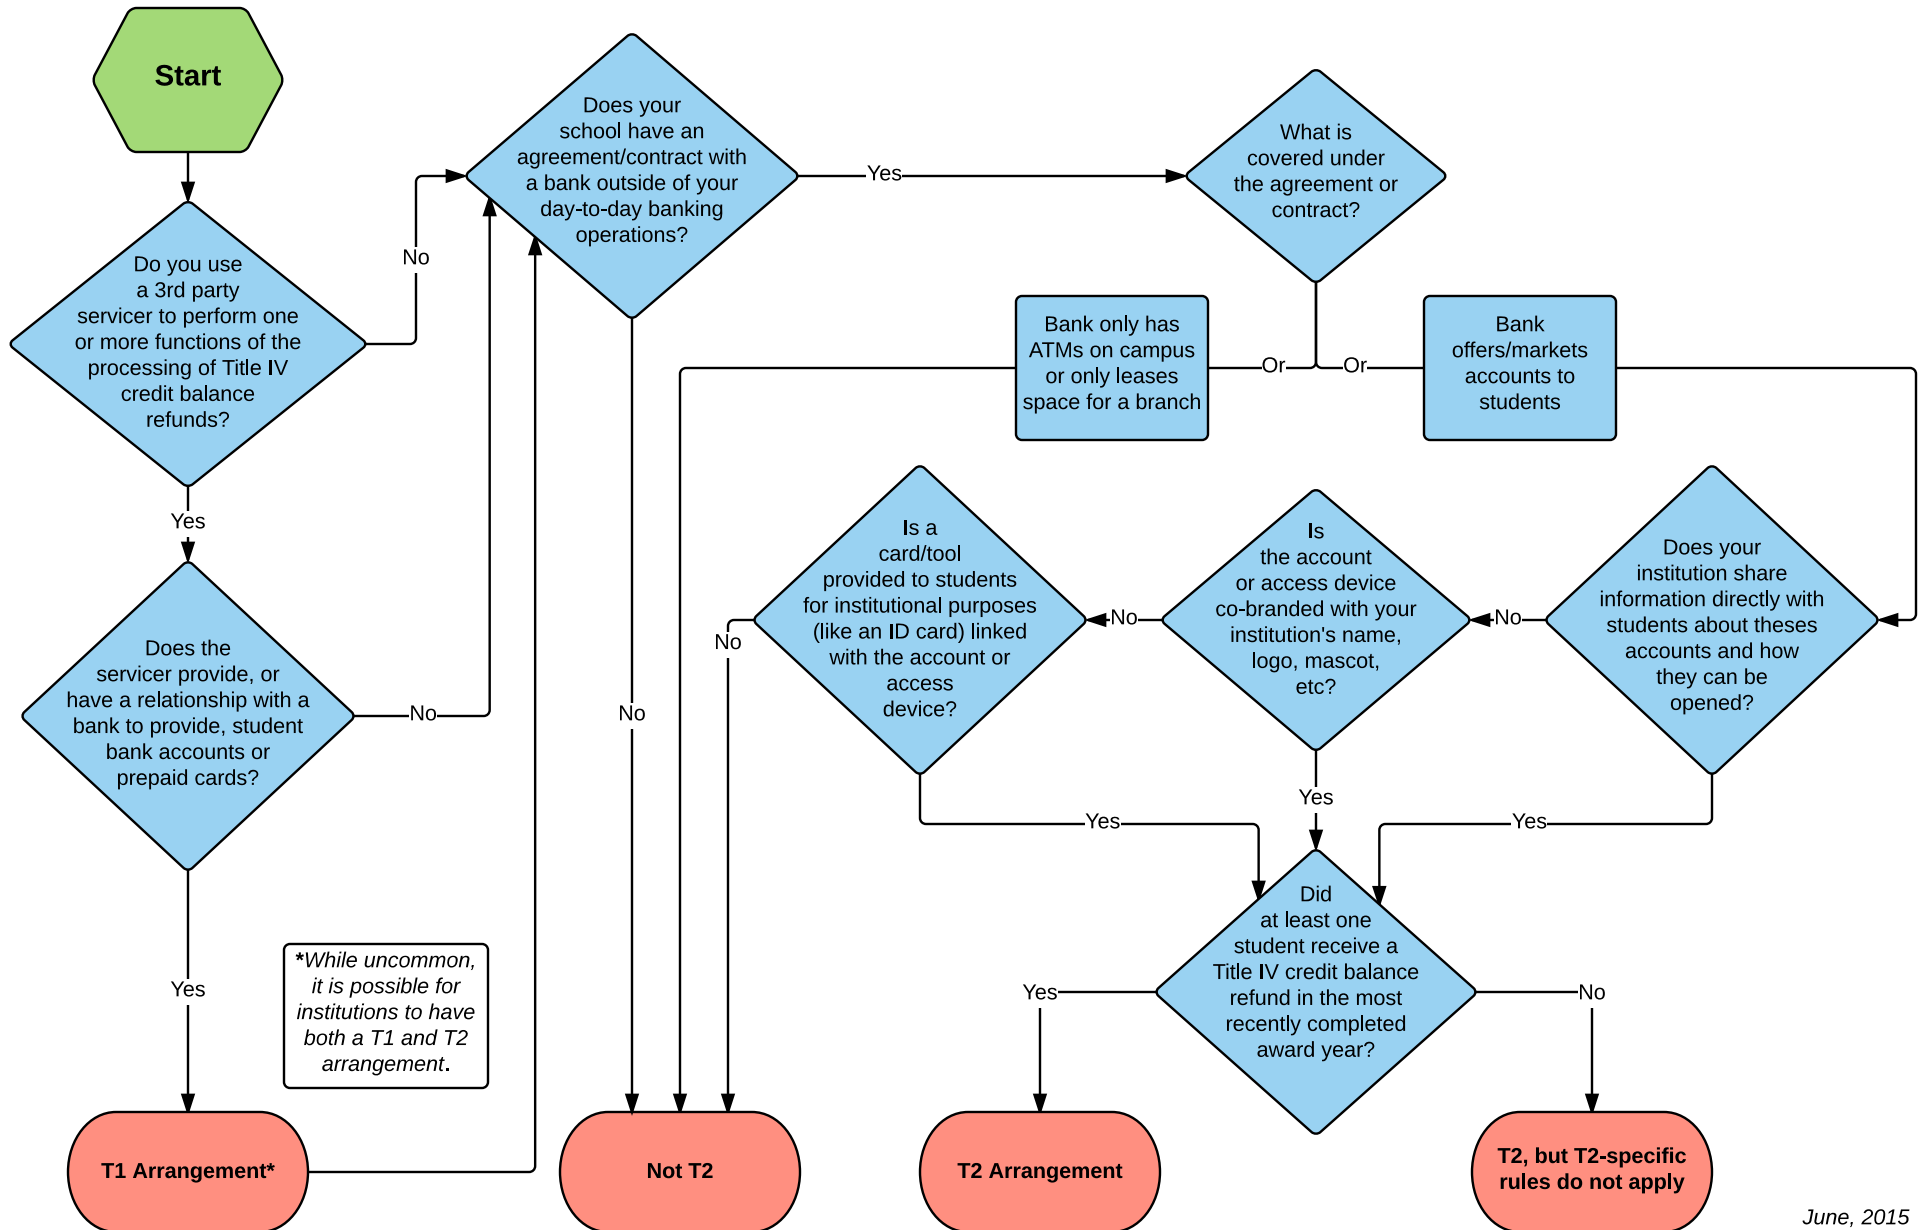 Start
Do you use
a 3rd party
servicer to perform one
or more functions of the
processing of Title IV
credit balance
refunds?
No
Yes
Does the
servicer provide, or
have a relationship with a
bank to provide, student
bank accounts or
prepaid cards?
No
Yes
*While uncommon,
it is possible for
institutions to have
both a T1 and T2
arrangement.
T1 Arrangement*
Does your
school have an
agreement/contract with
a bank outside of your
day-to-day banking
operations?
Yes
No
What is
covered under
the agreement or
contract?
Or
Or
Bank only has
ATMs on campus
or only leases
space for a branch
Bank
offers/markets
accounts to
students
Does your
institution share
information directly with
students about theses
accounts and how
they can be
opened?
No
Yes
Is
the account
or access device
co-branded with your
institution's name,
logo, mascot,
etc?
No
Yes
Is a
card/tool
provided to students
for institutional purposes
(like an ID card) linked
with the account or
access
device?
No
Yes
Did
at least one
student receive a
Title IV credit balance
refund in the most
recently completed
award year?
Yes
No
Not T2
T2 Arrangement
T2, but T2-specific
rules do not apply
June, 2015